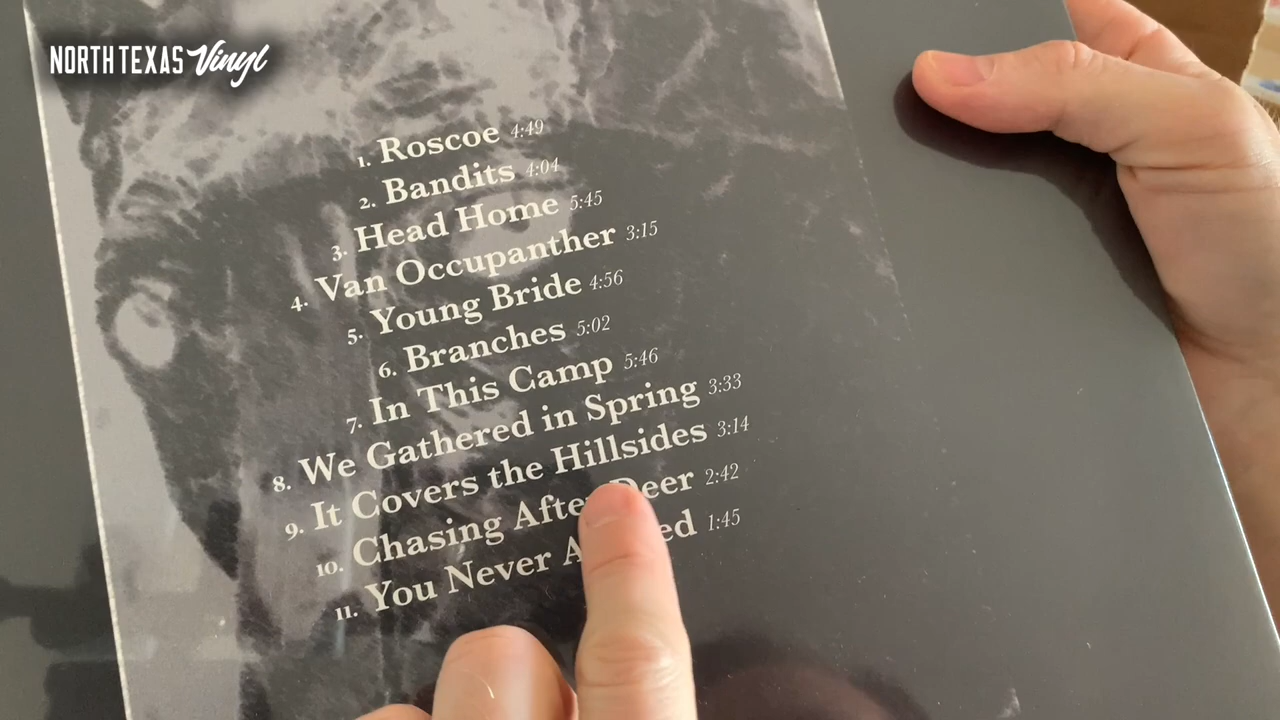 NORTH TEXAS Vinyl
1. Roscoe 4:49
2. Bandits 4:04
3. Head Home 5:45
4. Van Occupanther 3:15
5. Young Bride 4:56
6. Branches 5:02
7. In This Camp 5:46
8. We Gathered in Spring 3:33
9. It Covers the Hillsides 3:14
10. Chasing After Deer 2:42
11. You Never 1:45